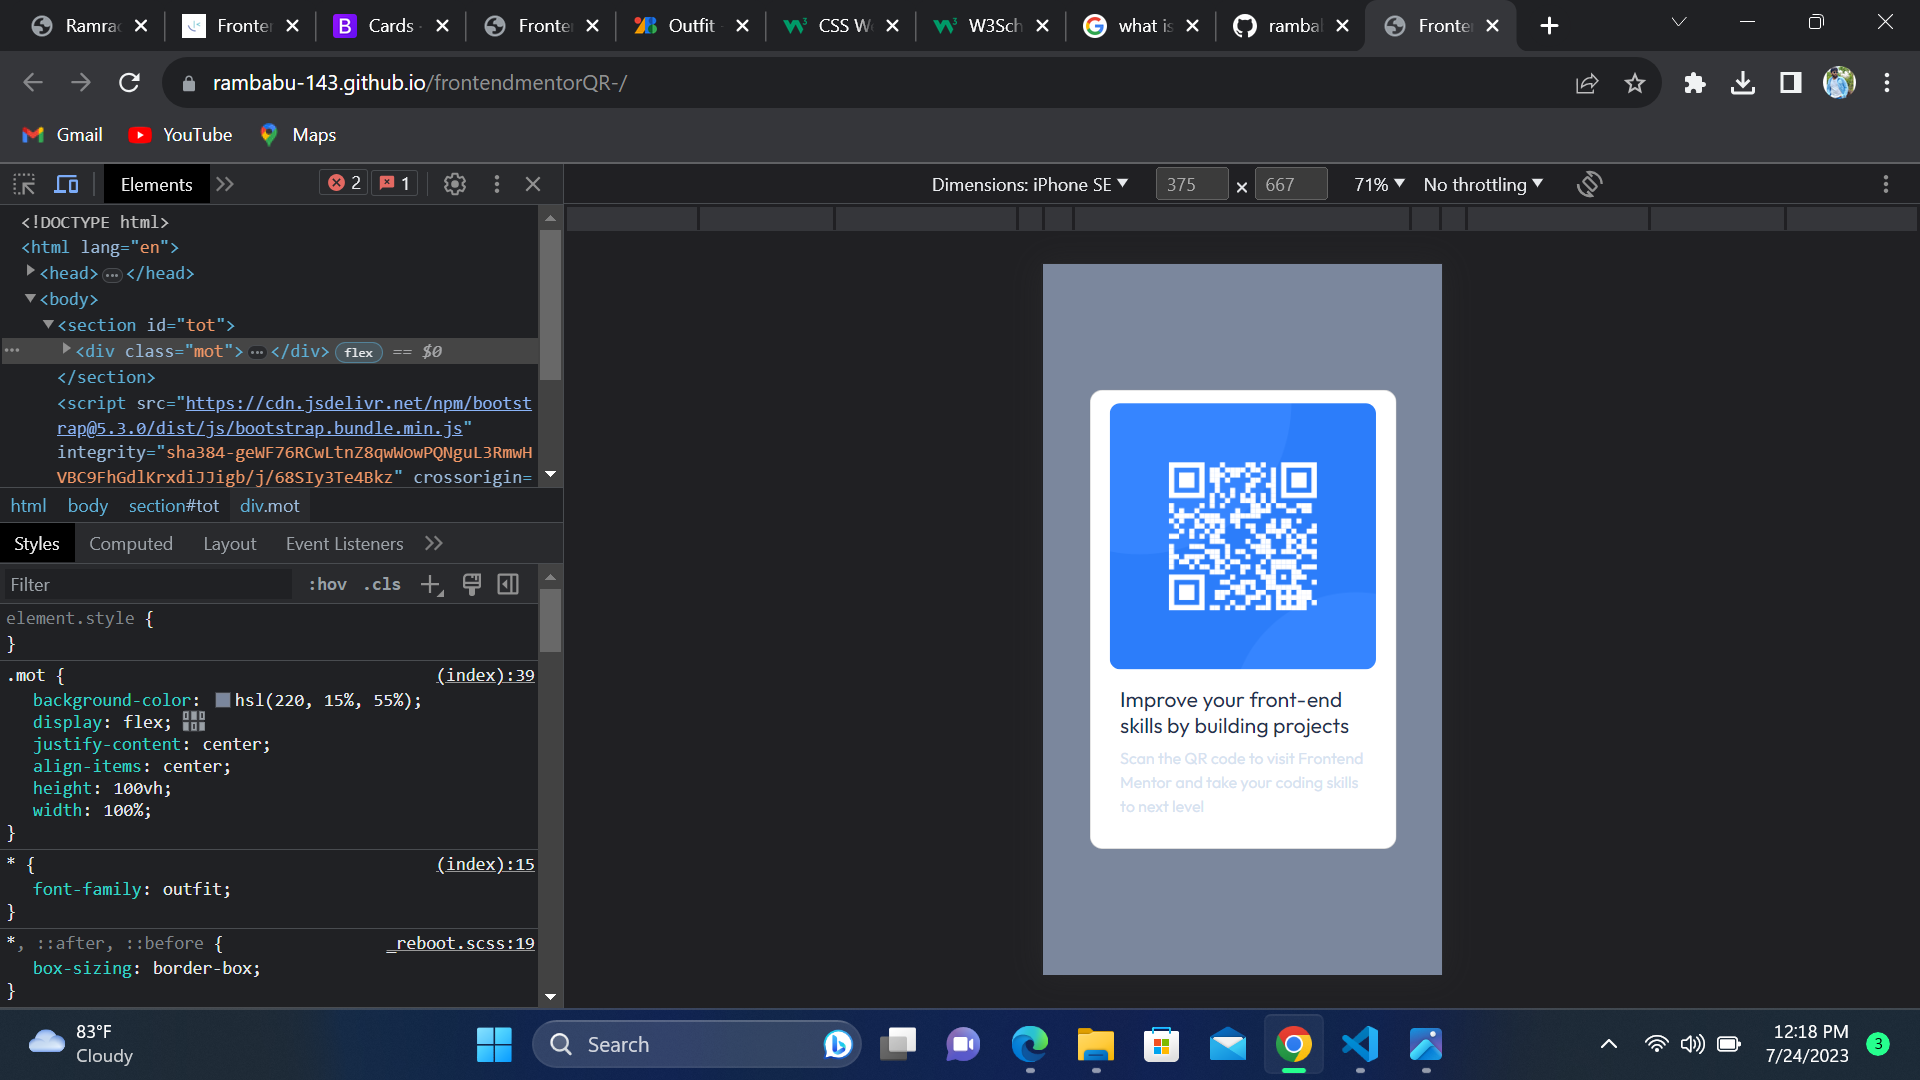 Ramrac
Fronter
Cards -
Fronter
Outfit -
CSS We
W3Sch
what is
rambal
Fronter
rambabu-143.github.io/frontendmentorQR-/
Gmail
YouTube
Maps
Elements
2
1
Dimensions: iPhone SE
375
×
667
71%
No throttling
<!DOCTYPE html>
<html lang="en">
<head> … </head>
<body>
<section id="tot">
… <div class="mot"> … </div> flex == $0
</section>
<script src="https://cdn.jsdelivr.net/npm/bootst
rap@5.3.0/dist/js/bootstrap.bundle.min.js"
integrity="sha384-geWF76RCwLtnZ8qwWowPQNguL3RmwH
VBC9FhGdlKrxdiJJigb/j/68SIy3Te4Bkz" crossorigin=
html
body
section#tot
div.mot
Styles
Computed
Layout
Event Listeners
Filter
:hov
.cls
element.style {
}
.mot {
(index):39
background-color: hsl(220, 15%, 55%);
display: flex;
justify-content: center;
align-items: center;
height: 100vh;
width: 100%;
}
* {
(index):15
font-family: outfit;
}
*, ::after, ::before {
_reboot.scss:19
box-sizing: border-box;
}
Improve your front-end
skills by building projects
Scan the QR code to visit Frontend
Mentor and take your coding skills
to next level
83°F
Cloudy
Search
12:18 PM
7/24/2023
3